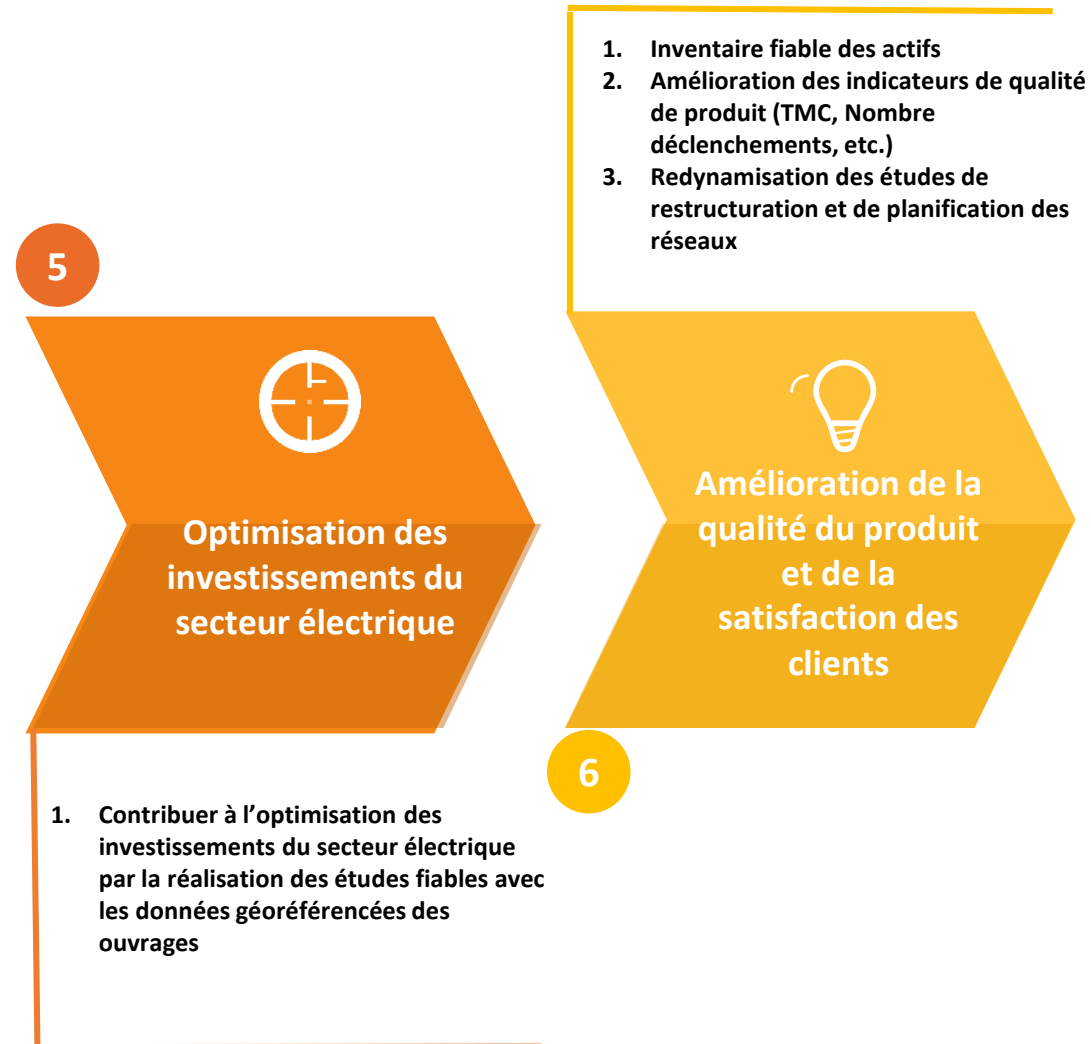 5
Optimisation des
investissements du
secteur électrique
1. Contribuer à l’optimisation des
investissements du secteur électrique
par la réalisation des études fiables avec
les données géoréférencées des
ouvrages
1. Inventaire fiable des actifs
2. Amélioration des indicateurs de qualité
de produit (TMC, Nombre
déclenchements, etc.)
3. Redynamisation des études de
restructuration et de planification des
réseaux
Amélioration de la
qualité du produit
et de la
satisfaction des
clients
6